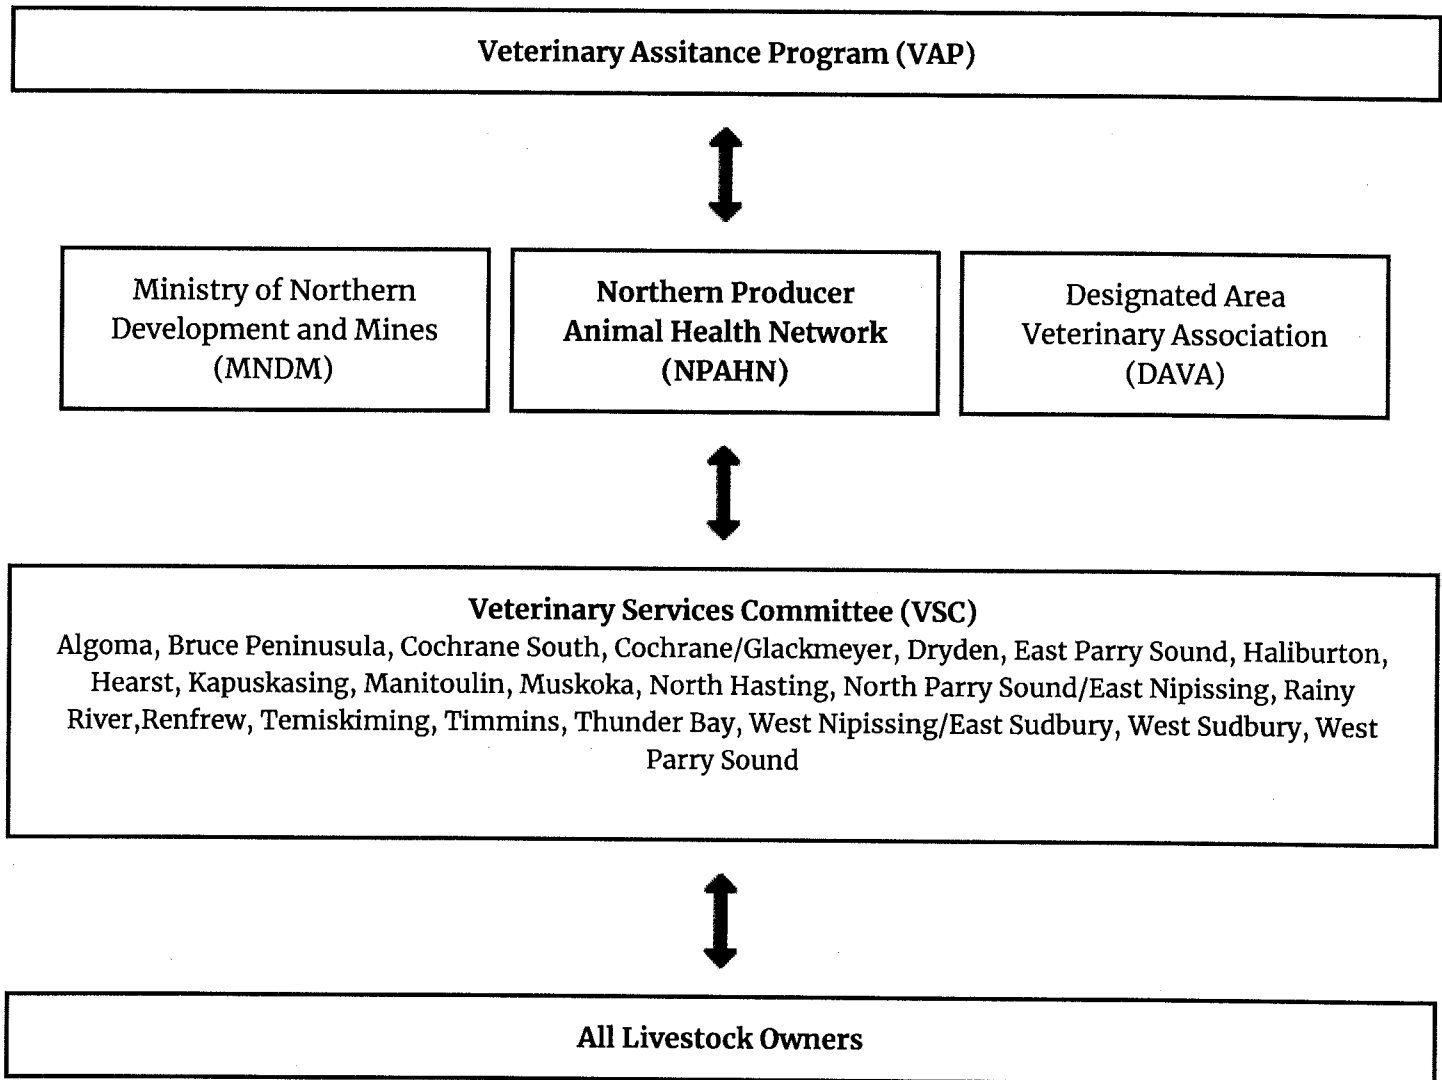 Veterinary Assitance Program (VAP)
Ministry of Northern
Development and Mines
(MNDM)
Northern Producer
Animal Health Network
(NPAHN)
Designated Area
Veterinary Association
(DAVA)
Veterinary Services Committee (VSC)
Algoma, Bruce Peninusula, Cochrane South, Cochrane/Glackmeyer, Dryden, East Parry Sound, Haliburton,
Hearst, Kapuskasing, Manitoulin, Muskoka, North Hasting, North Parry Sound/East Nipissing, Rainy
River,Renfrew, Temiskiming, Timmins, Thunder Bay, West Nipissing/East Sudbury, West Sudbury, West
Parry Sound
All Livestock Owners